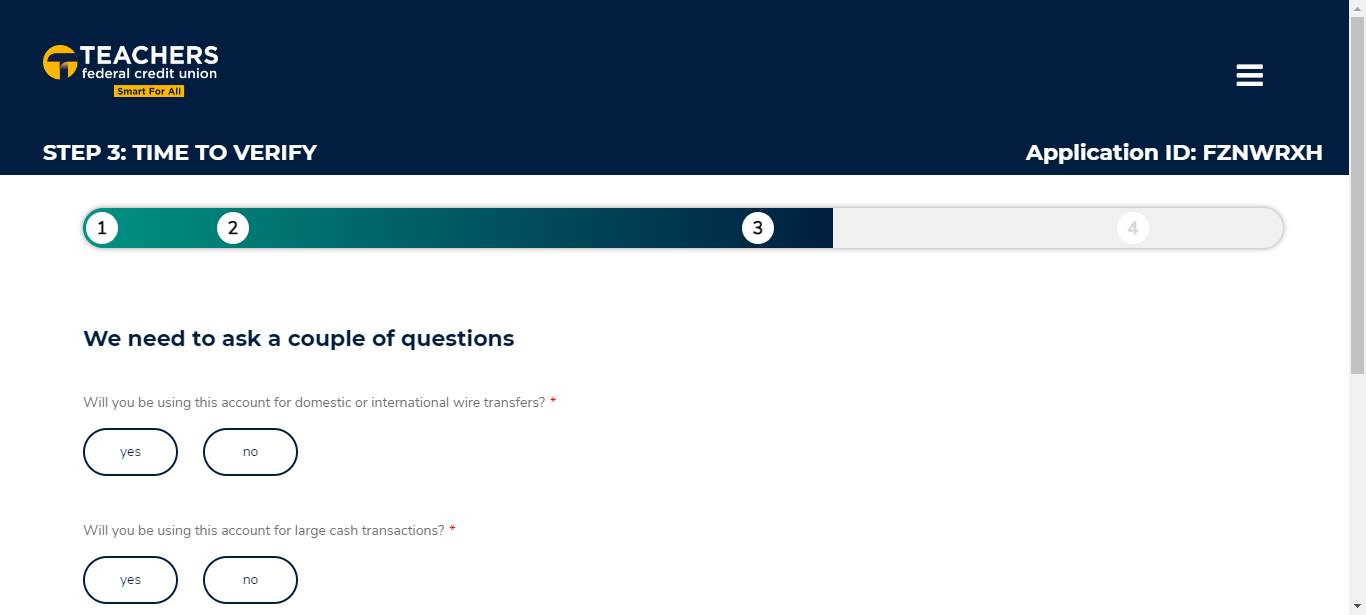 TEACHERS
federal credit union
Smart For All
STEP 3: TIME TO VERIFY
Application ID: FZNWRXH
1 2 3 4
We need to ask a couple of questions
Will you be using this account for domestic or international wire transfers? *
yes no
Will you be using this account for large cash transactions? *
yes no